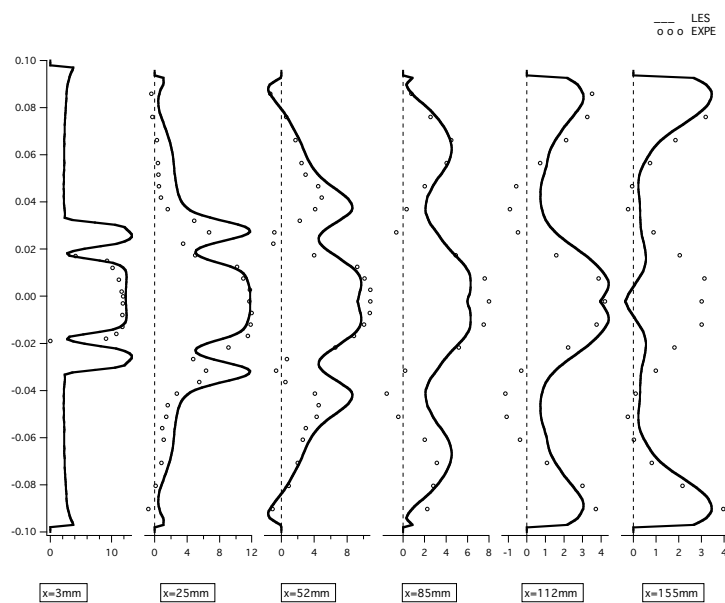 ___ LES
o o o EXPE
0.10
0.08
0.06
0.04
0.02
0.00
-0.02
-0.04
-0.06
-0.08
-0.10
0 10 0 4 8 12 0 4 8 0 2 4 6 8 -1 0 1 2 3 4 0 1 2 3 4
x=3mm x=25mm x=52mm x=85mm x=112mm x=155mm